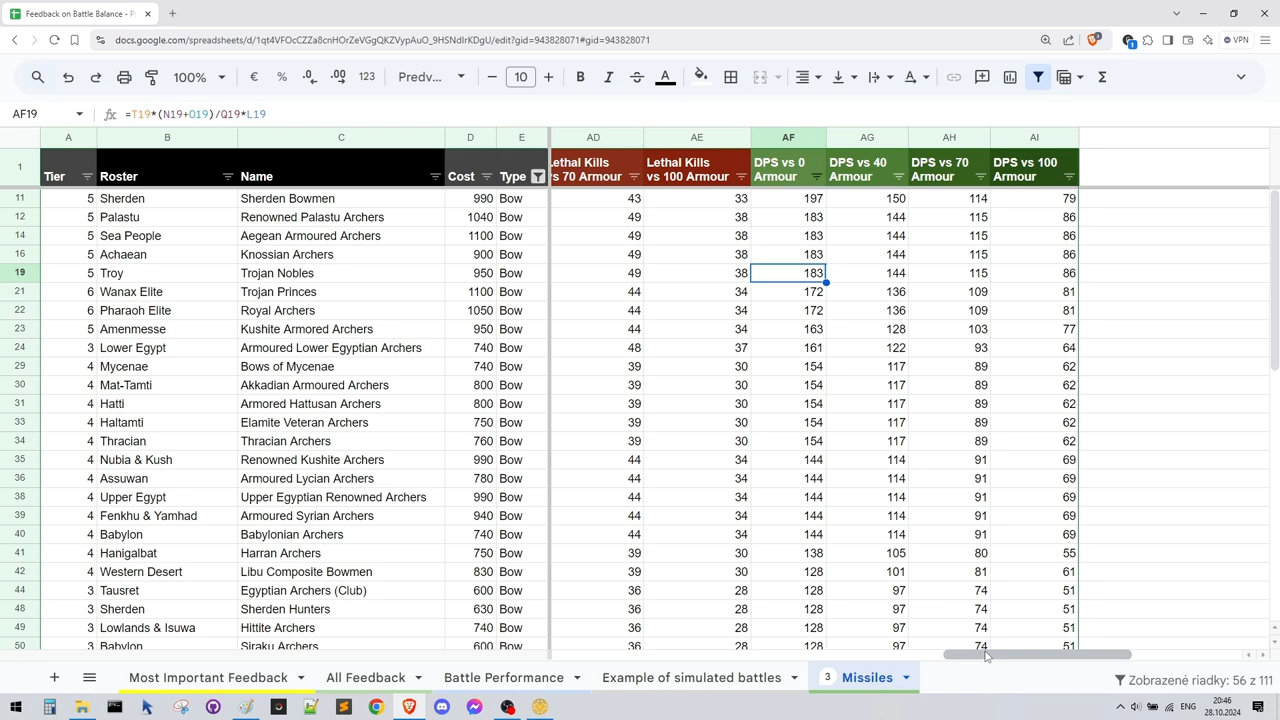 Feedback on Battle Balance - P
docs.google.com/spreadsheets/d/1qt4VFOcCZZa8cnHOrZeVGgQKZVypAuO_9HSNdIrKDgU/edit?gid=943828071#gid=943828071
VPN
100% € % .0 .00 123 Predv... 10 B I A
AF19 fx =T19*(N19+O19)/Q19*L19
A B C D E AD AE AF AG AH AI
1 Tier Roster Name Cost Type Lethal Kills vs 70 Armour Lethal Kills vs 100 Armour DPS vs 0 Armour DPS vs 40 Armour DPS vs 70 Armour DPS vs 100 Armour
11 5 Sherden Sherden Bowmen 990 Bow 43 33 197 150 114 79
12 5 Palastu Renowned Palastu Archers 1040 Bow 49 38 183 144 115 86
14 5 Sea People Aegean Armoured Archers 1100 Bow 49 38 183 144 115 86
16 5 Achaean Knossian Archers 900 Bow 49 38 183 144 115 86
19 5 Troy Trojan Nobles 950 Bow 49 38 183 144 115 86
21 6 Wanax Elite Trojan Princes 1100 Bow 44 34 172 136 109 81
22 6 Pharaoh Elite Royal Archers 1050 Bow 44 34 172 136 109 81
23 5 Amenmesse Kushite Armored Archers 950 Bow 44 34 163 128 103 77
24 3 Lower Egypt Armoured Lower Egyptian Archers 740 Bow 48 37 161 122 93 64
29 4 Mycenae Bows of Mycenae 740 Bow 39 30 154 117 89 62
30 4 Mat-Tamti Akkadian Armoured Archers 800 Bow 39 30 154 117 89 62
31 4 Hatti Armored Hattusan Archers 800 Bow 39 30 154 117 89 62
33 4 Haltamti Elamite Veteran Archers 750 Bow 39 30 154 117 89 62
34 4 Thracian Thracian Archers 760 Bow 39 30 154 117 89 62
35 4 Nubia & Kush Renowned Kushite Archers 990 Bow 44 34 144 114 91 69
36 4 Assuwan Armoured Lycian Archers 780 Bow 44 34 144 114 91 69
38 4 Upper Egypt Upper Egyptian Renowned Archers 990 Bow 44 34 144 114 91 69
39 4 Fenkhu & Yamhad Armoured Syrian Archers 940 Bow 44 34 144 114 91 69
40 4 Babylon Babylonian Archers 740 Bow 44 34 144 114 91 69
41 4 Hanigalbat Harran Archers 750 Bow 39 30 138 105 80 55
42 4 Western Desert Libu Composite Bowmen 830 Bow 39 30 128 101 81 61
44 3 Tausret Egyptian Archers (Club) 600 Bow 36 28 128 97 74 51
48 3 Sherden Sherden Hunters 630 Bow 36 28 128 97 74 51
49 3 Lowlands & Isuwa Hittite Archers 740 Bow 36 28 128 97 74 51
50 3 Babylon Siraku Archers 600 Bow 36 28 128 97 74 51
Most Important Feedback All Feedback Battle Performance Example of simulated battles 3 Missiles Zobrazené riadky: 56 z 111
ENG 20:46
28.10.2024